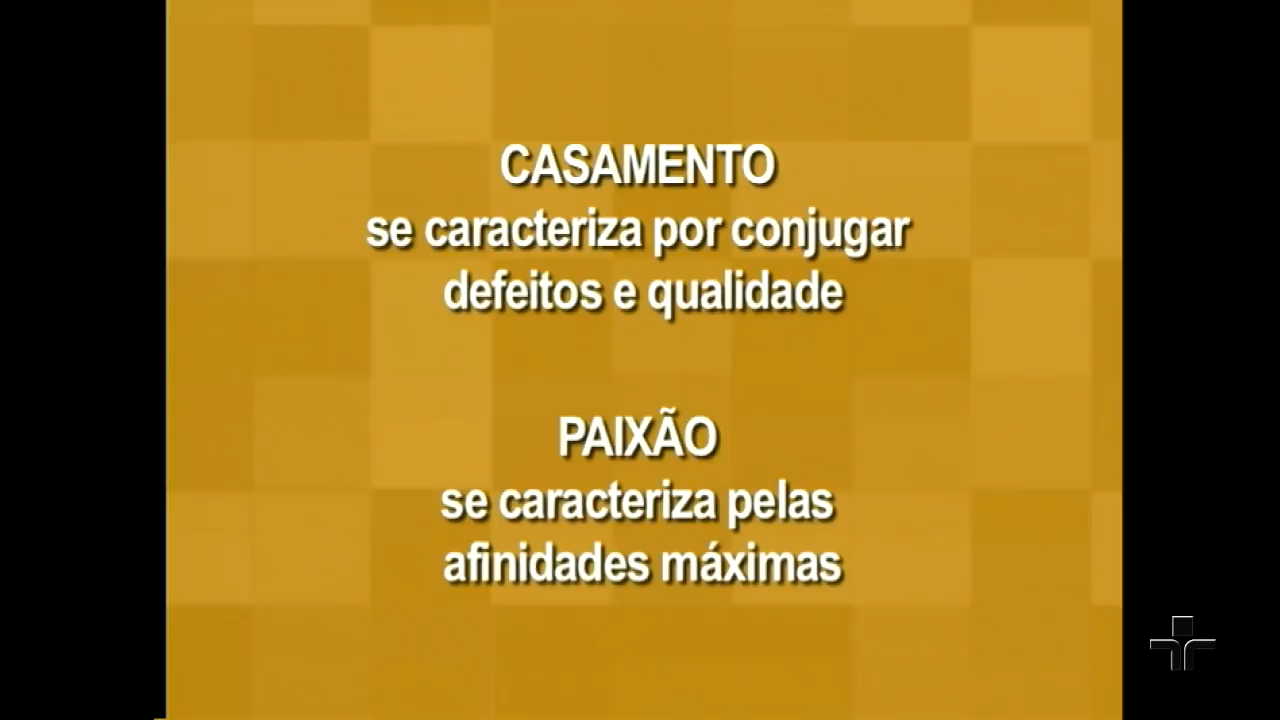 CASAMENTO
se caracteriza por conjugar
defeitos e qualidade
PAIXÃO
se caracteriza pelas
afinidades máximas